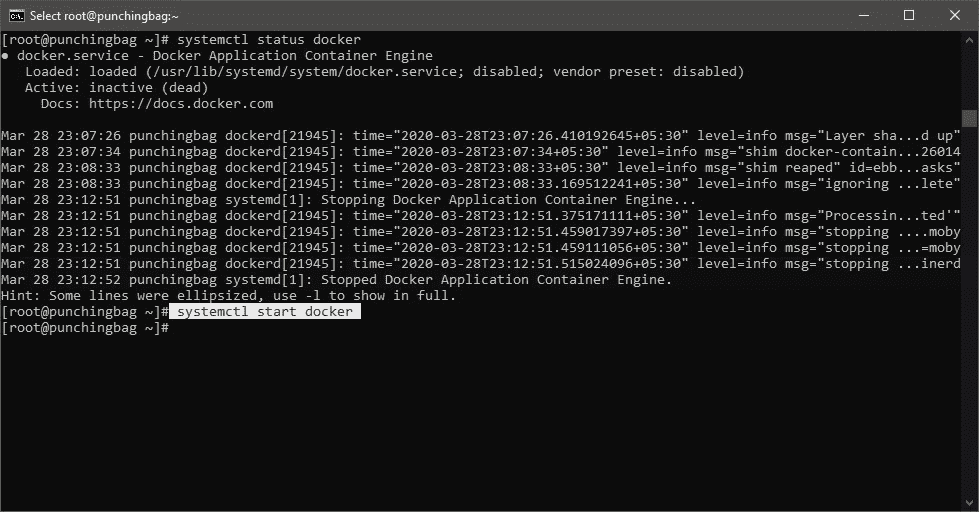 Select root@punchingbag:~
[root@punchingbag ~]# systemctl status docker
● docker.service - Docker Application Container Engine
   Loaded: loaded (/usr/lib/systemd/system/docker.service; disabled; vendor preset: disabled)
   Active: inactive (dead)
     Docs: https://docs.docker.com
Mar 28 23:07:26 punchingbag dockerd[21945]: time="2020-03-28T23:07:26.410192645+05:30" level=info msg="Layer sha...d up"
Mar 28 23:07:34 punchingbag dockerd[21945]: time="2020-03-28T23:07:34+05:30" level=info msg="shim docker-contain...26014
Mar 28 23:08:33 punchingbag dockerd[21945]: time="2020-03-28T23:08:33+05:30" level=info msg="shim reaped" id=ebb...asks"
Mar 28 23:08:33 punchingbag dockerd[21945]: time="2020-03-28T23:08:33.169512241+05:30" level=info msg="ignoring ...lete"
Mar 28 23:12:51 punchingbag systemd[1]: Stopping Docker Application Container Engine...
Mar 28 23:12:51 punchingbag dockerd[21945]: time="2020-03-28T23:12:51.375171111+05:30" level=info msg="Processin...ted'"
Mar 28 23:12:51 punchingbag dockerd[21945]: time="2020-03-28T23:12:51.459017397+05:30" level=info msg="stopping ....moby
Mar 28 23:12:51 punchingbag dockerd[21945]: time="2020-03-28T23:12:51.459111056+05:30" level=info msg="stopping ...=moby
Mar 28 23:12:51 punchingbag dockerd[21945]: time="2020-03-28T23:12:51.515024096+05:30" level=info msg="stopping ...inerd
Mar 28 23:12:52 punchingbag systemd[1]: Stopped Docker Application Container Engine.
Hint: Some lines were ellipsized, use -l to show in full.
[root@punchingbag ~]# systemctl start docker
[root@punchingbag ~]#